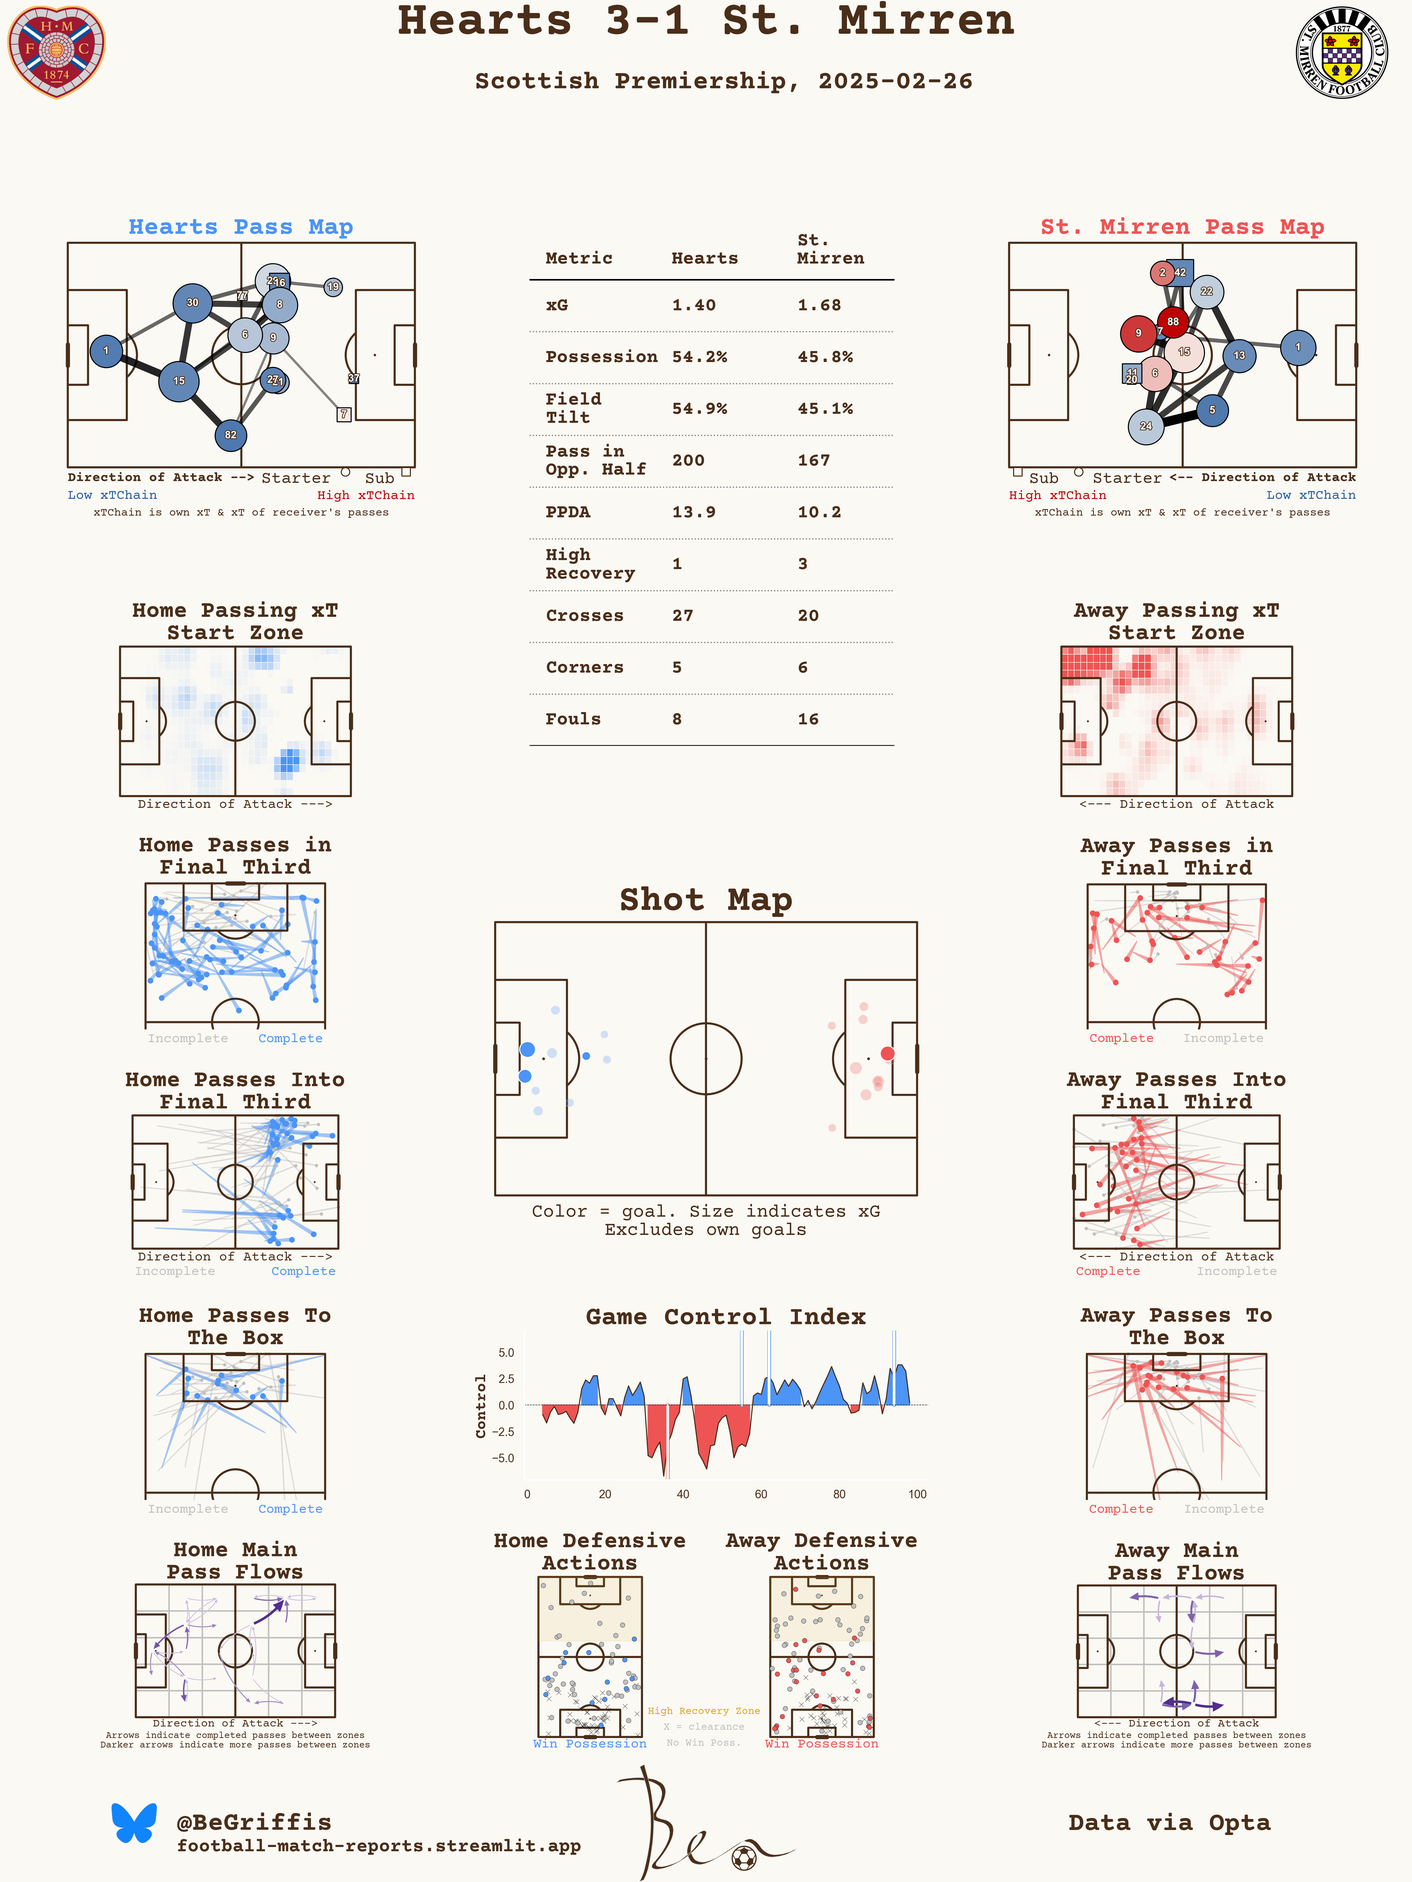 Hearts 3-1 St. Mirren
Scottish Premiership, 2025-02-26
H M
F C
1874
1877
ST. MIRREN FOOTBALL CLUB
Hearts Pass Map
1
30
15
82
77
6
16
8
9
27
19
37
7
Direction of Attack --> Starter Sub
Low xTChain High xTChain
xTChain is own xT & xT of receiver's passes
Metric Hearts St. Mirren
xG 1.40 1.68
Possession 54.2% 45.8%
Field Tilt 54.9% 45.1%
Pass in Opp. Half 200 167
PPDA 13.9 10.2
High Recovery 1 3
Crosses 27 20
Corners 5 6
Fouls 8 16
St. Mirren Pass Map
2
42
22
88
9
7
15
13
1
11
20
6
24
5
Sub Starter <-- Direction of Attack
High xTChain Low xTChain
xTChain is own xT & xT of receiver's passes
Home Passing xT
Start Zone
Direction of Attack --->
Away Passing xT
Start Zone
<--- Direction of Attack
Home Passes in
Final Third
Incomplete Complete
Away Passes in
Final Third
Complete Incomplete
Shot Map
Color = goal. Size indicates xG
Excludes own goals
Home Passes Into
Final Third
Direction of Attack --->
Incomplete Complete
Away Passes Into
Final Third
<--- Direction of Attack
Complete Incomplete
Home Passes To
The Box
Incomplete Complete
Game Control Index
Control
5.0
2.5
0.0
−2.5
−5.0
0 20 40 60 80 100
Away Passes To
The Box
Complete Incomplete
Home Main
Pass Flows
Direction of Attack --->
Arrows indicate completed passes between zones
Darker arrows indicate more passes between zones
Home Defensive
Actions
Win Possession
High Recovery Zone
X = clearance
No Win Poss.
Away Defensive
Actions
Win Possession
Away Main
Pass Flows
<--- Direction of Attack
Arrows indicate completed passes between zones
Darker arrows indicate more passes between zones
@BeGriffis
football-match-reports.streamlit.app
Ben
Data via Opta